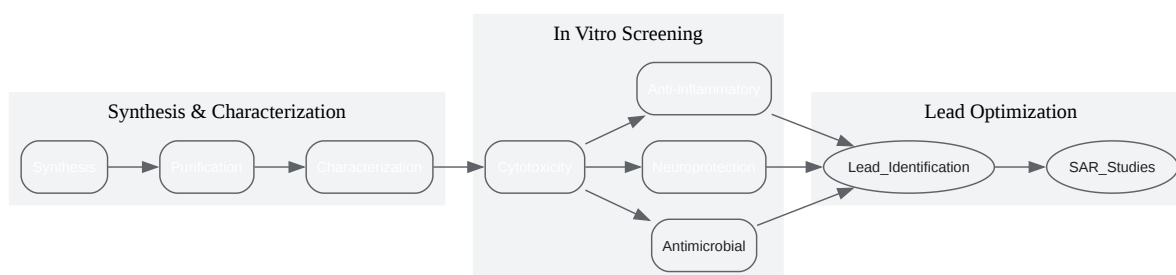 In Vitro Screening
Synthesis & Characterization
Lead Optimization
Synthesis
Purification
Characterization
Cytotoxicity
Anti-Inflammatory
Neuroprotection
Antimicrobial
Lead_Identification
SAR_Studies